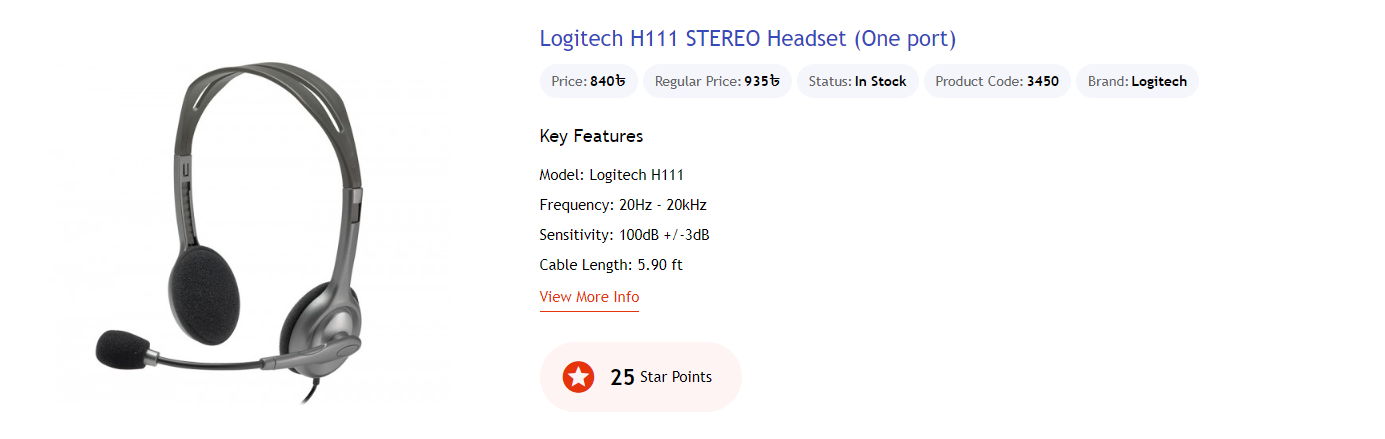 Logitech H111 STEREO Headset (One port)
Price: 840৳ Regular Price: 935৳ Status: In Stock Product Code: 3450 Brand: Logitech
Key Features
Model: Logitech H111
Frequency: 20Hz - 20kHz
Sensitivity: 100dB +/-3dB
Cable Length: 5.90 ft
View More Info
25 Star Points